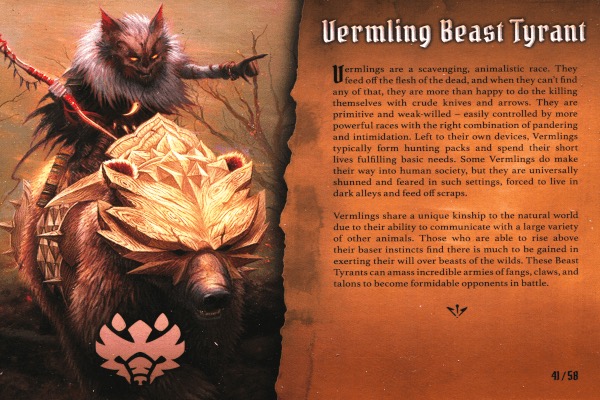 Vermling Beast Tyrant
Vermlings are a scavenging, animalistic race. They
feed off the flesh of the dead, and when they can't find
any of that, they are more than happy to do the killing
themselves with crude knives and arrows. They are
primitive and weak-willed – easily controlled by more
powerful races with the right combination of pandering
and intimidation. Left to their own devices, Vermlings
typically form hunting packs and spend their short
lives fulfilling basic needs. Some Vermlings do make
their way into human society, but they are universally
shunned and feared in such settings, forced to live in
dark alleys and feed off scraps.
Vermlings share a unique kinship to the natural world
due to their ability to communicate with a large variety
of other animals. Those who are able to rise above
their baser instincts find there is much to be gained in
exerting their will over beasts of the wilds. These Beast
Tyrants can amass incredible armies of fangs, claws, and
talons to become formidable opponents in battle.
41 / 58